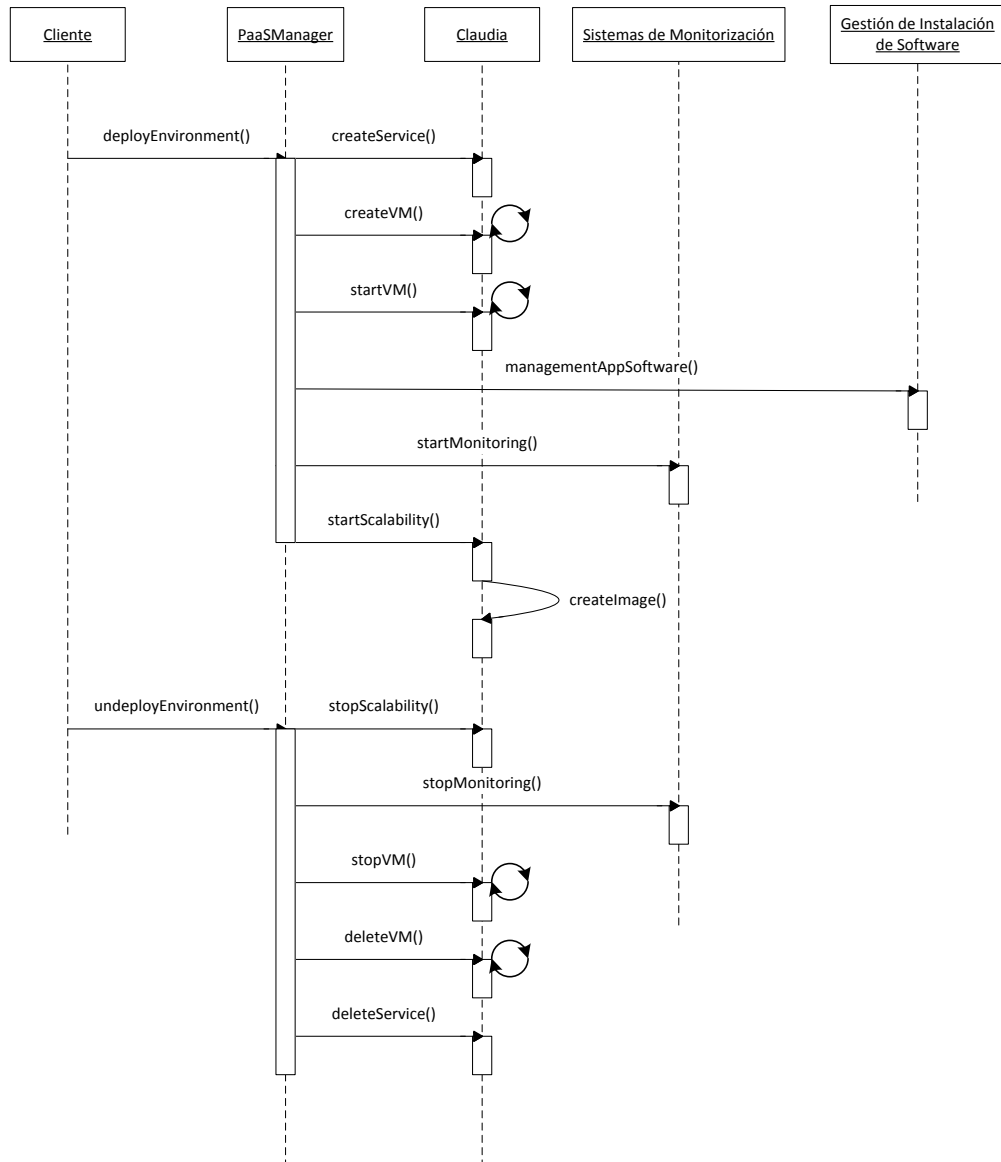 Cliente
PaaSManager
Claudia
Sistemas de Monitorización
Gestión de Instalación
de Software
deployEnvironment()
createService()
createVM()
startVM()
managementAppSoftware()
startMonitoring()
startScalability()
createImage()
undeployEnvironment()
stopScalability()
stopMonitoring()
stopVM()
deleteVM()
deleteService()